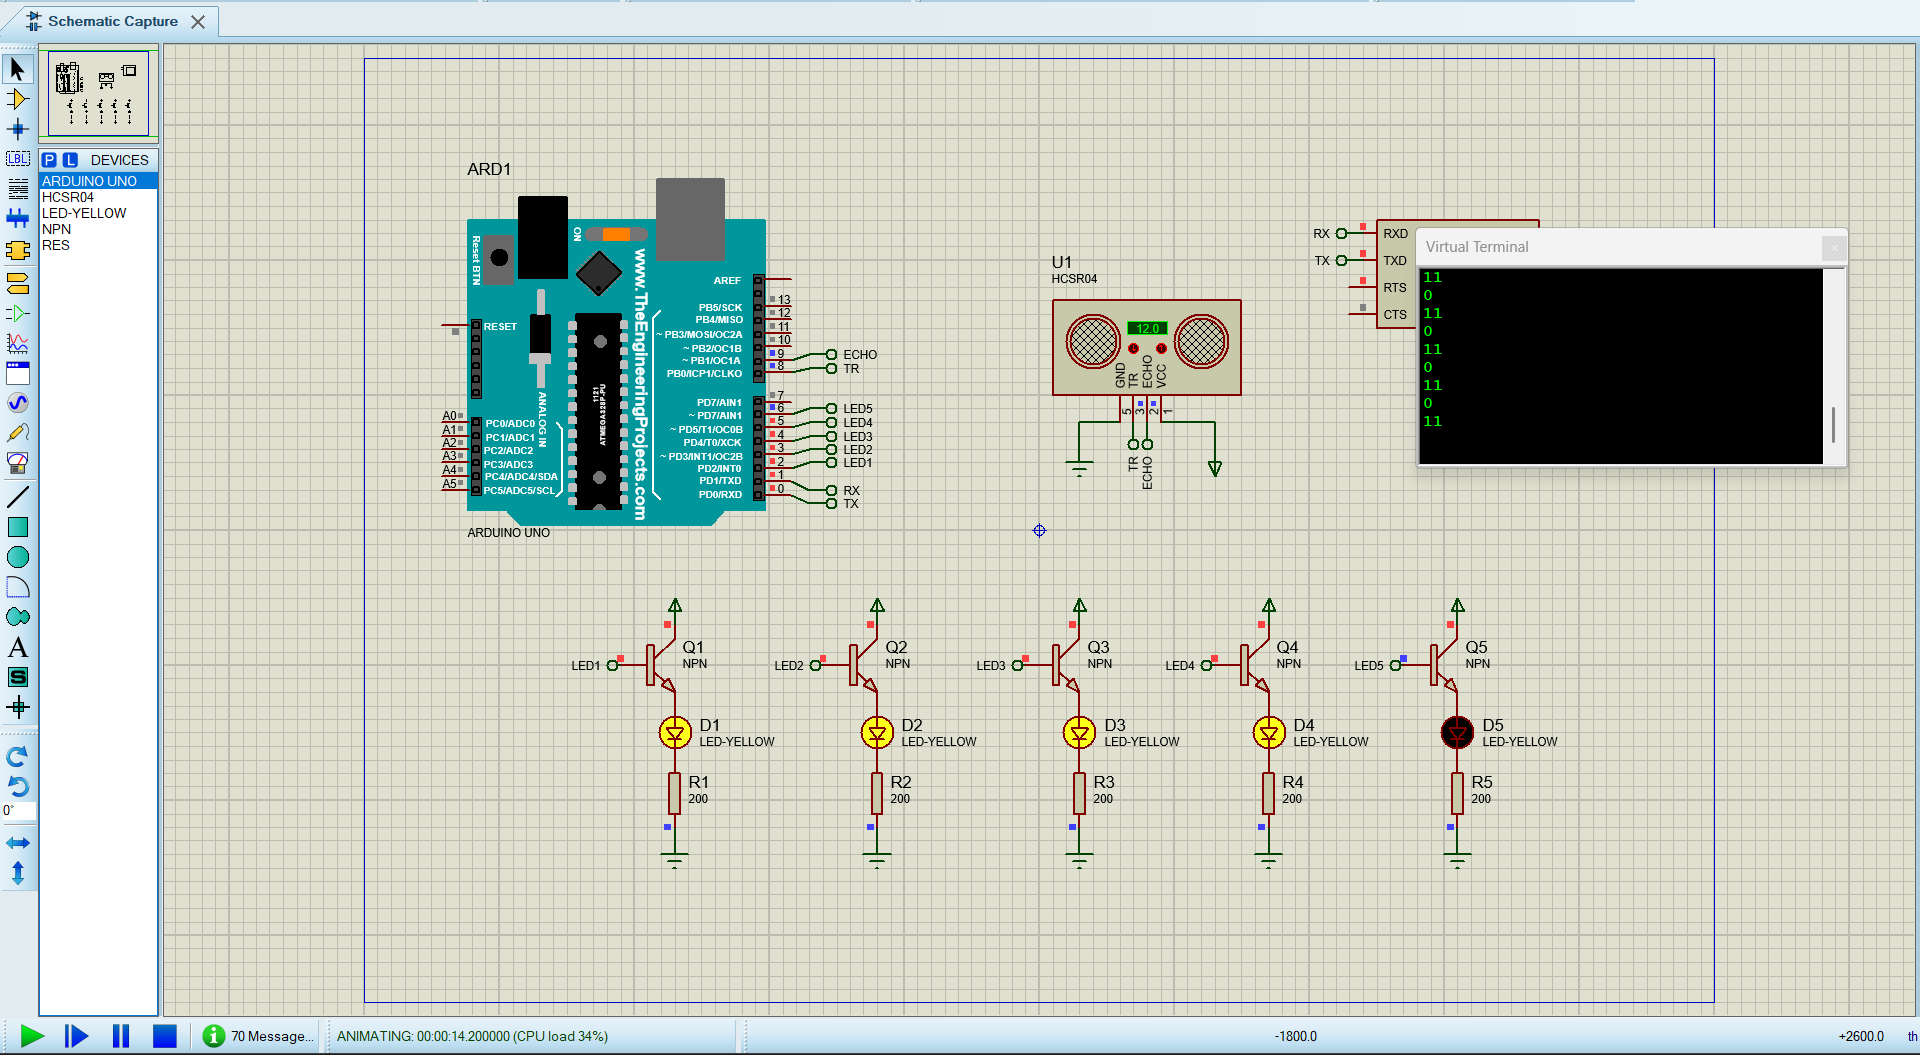 Schematic Capture
P L DEVICES
ARDUINO UNO
HCSR04
LED-YELLOW
NPN
RES
LBL
A
S
0°
ARD1
Reset BTN
ON
www.TheEngineeringProjects.com
RESET
ANALOG IN
1121
ATMEGA328P-PU
AREF
PB5/SCK 13
PB4/MISO 12
~ PB3/MOSI/OC2A 11
~ PB2/OC1B 10
~ PB1/OC1A 9 ECHO
PB0/ICP1/CLKO 8 TR
PD7/AIN1 7
~ PD7/AIN1 6 LED5
~ PD5/T1/OC0B 5 LED4
PD4/T0/XCK 4 LED3
~ PD3/INT1/OC2B 3 LED2
PD2/INT0 2 LED1
PD1/TXD 1 RX
PD0/RXD 0 TX
A0 PC0/ADC0
A1 PC1/ADC1
A2 PC2/ADC2
A3 PC3/ADC3
A4 PC4/ADC4/SDA
A5 PC5/ADC5/SCL
ARDUINO UNO
U1
HCSR04
12.0
GND TR ECHO VCC
5 3 2 1
TR ECHO
RX RXD
TX TXD
RTS
CTS
Virtual Terminal
11
0
11
0
11
0
11
0
11
LED1 Q1
NPN
D1
LED-YELLOW
R1
200
LED2 Q2
NPN
D2
LED-YELLOW
R2
200
LED3 Q3
NPN
D3
LED-YELLOW
R3
200
LED4 Q4
NPN
D4
LED-YELLOW
R4
200
LED5 Q5
NPN
D5
LED-YELLOW
R5
200
70 Message... ANIMATING: 00:00:14.200000 (CPU load 34%) -1800.0 +2600.0 th